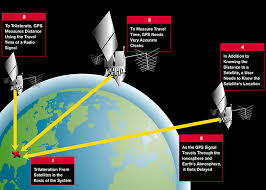 2
To Trilaterate, GPS
Measures Distance
Using the Travel
Time of a Radio
Signal
3
To Measure Travel
Time, GPS Needs
Very Accurate
Clocks
4
In Addition to
Knowing the
Distance to a
Satellite, a User
Needs to Know the
Satellite's Location
1
Trilateration From
Satellites is the
Basis of the System
5
As the GPS Signal
Travels Through the
Ionosphere and
Earth's Atmosphere,
it Gets Delayed